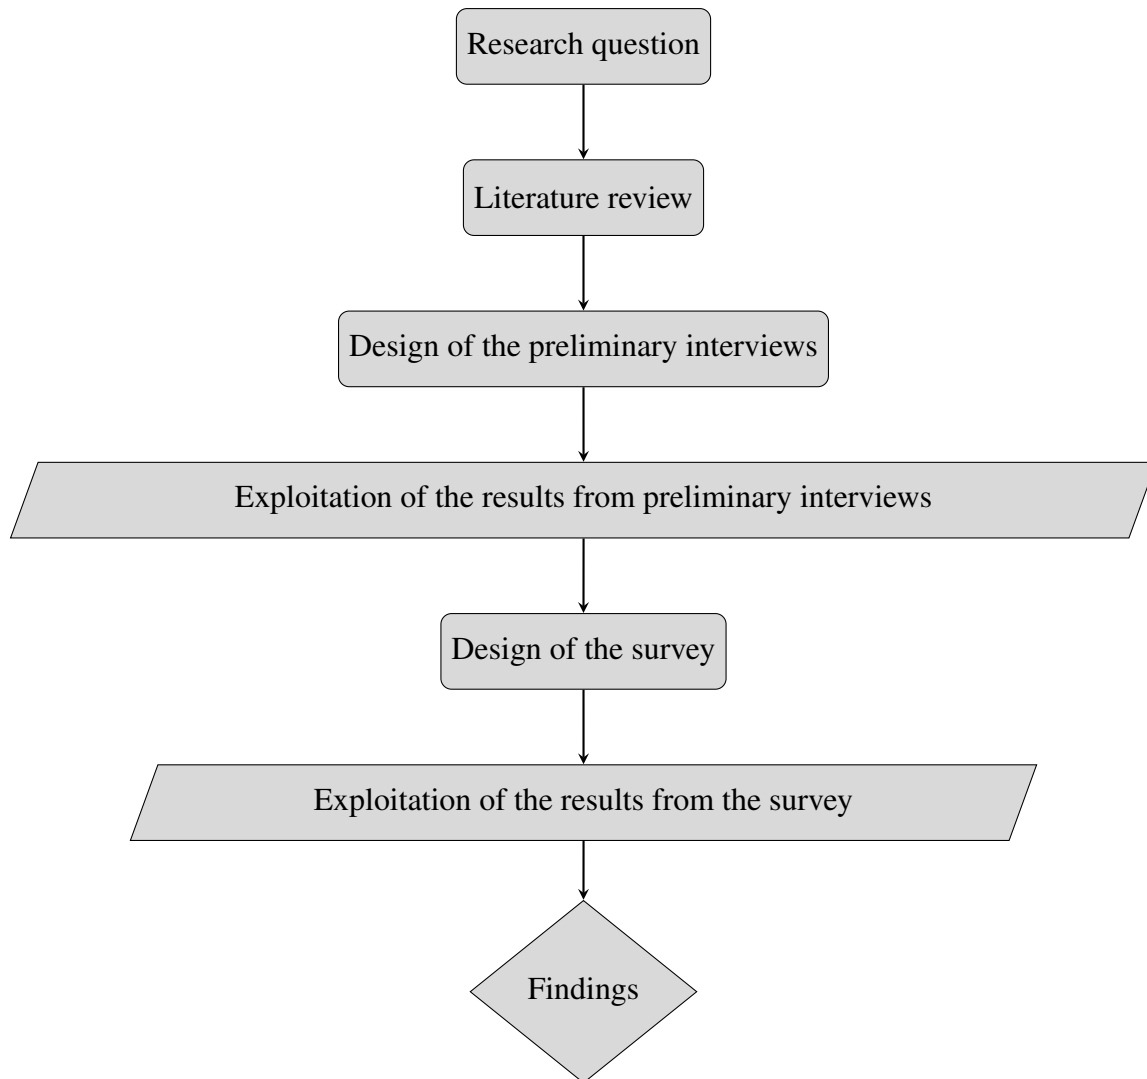 Research question
Literature review
Design of the preliminary interviews
Exploitation of the results from preliminary interviews
Design of the survey
Exploitation of the results from the survey
Findings